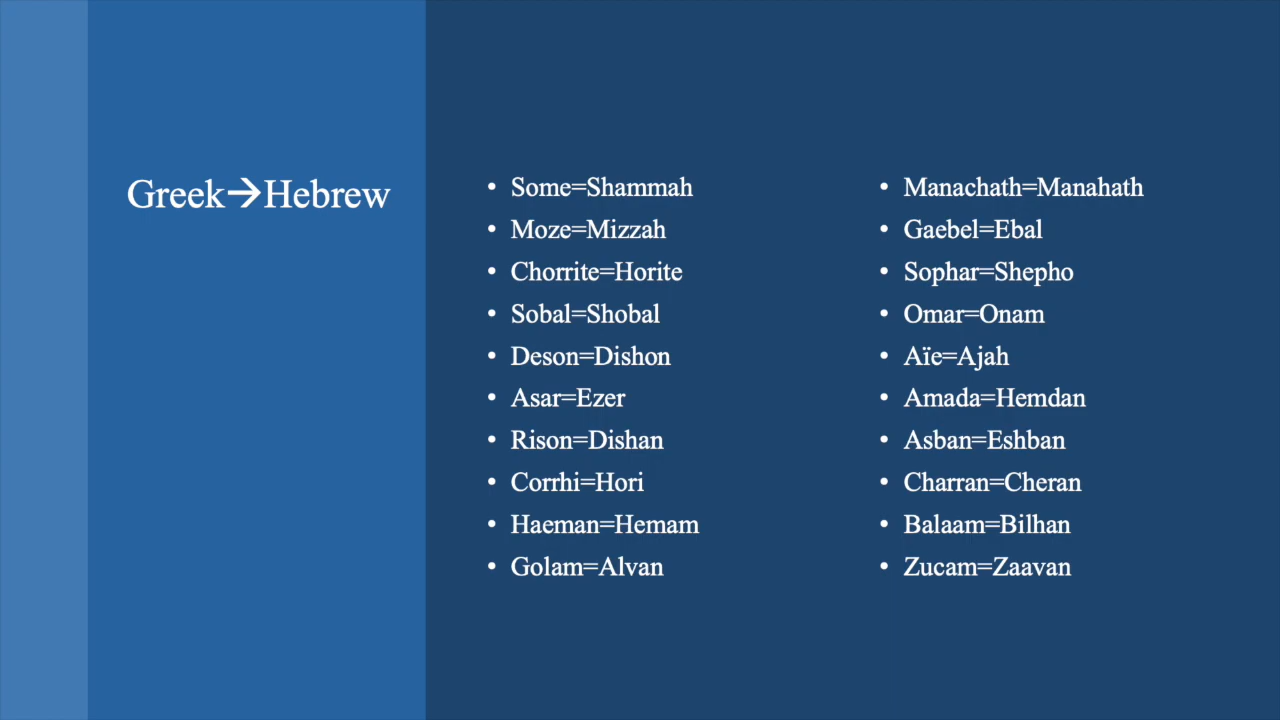 Greek→Hebrew
• Some=Shammah
• Moze=Mizzah
• Chorrite=Horite
• Sobal=Shobal
• Deson=Dishon
• Asar=Ezer
• Rison=Dishan
• Corrhi=Hori
• Haeman=Hemam
• Golam=Alvan
• Manachath=Manahath
• Gaebel=Ebal
• Sophar=Shepho
• Omar=Onam
• Aïe=Ajah
• Amada=Hemdan
• Asban=Eshban
• Charran=Cheran
• Balaam=Bilhan
• Zucam=Zaavan